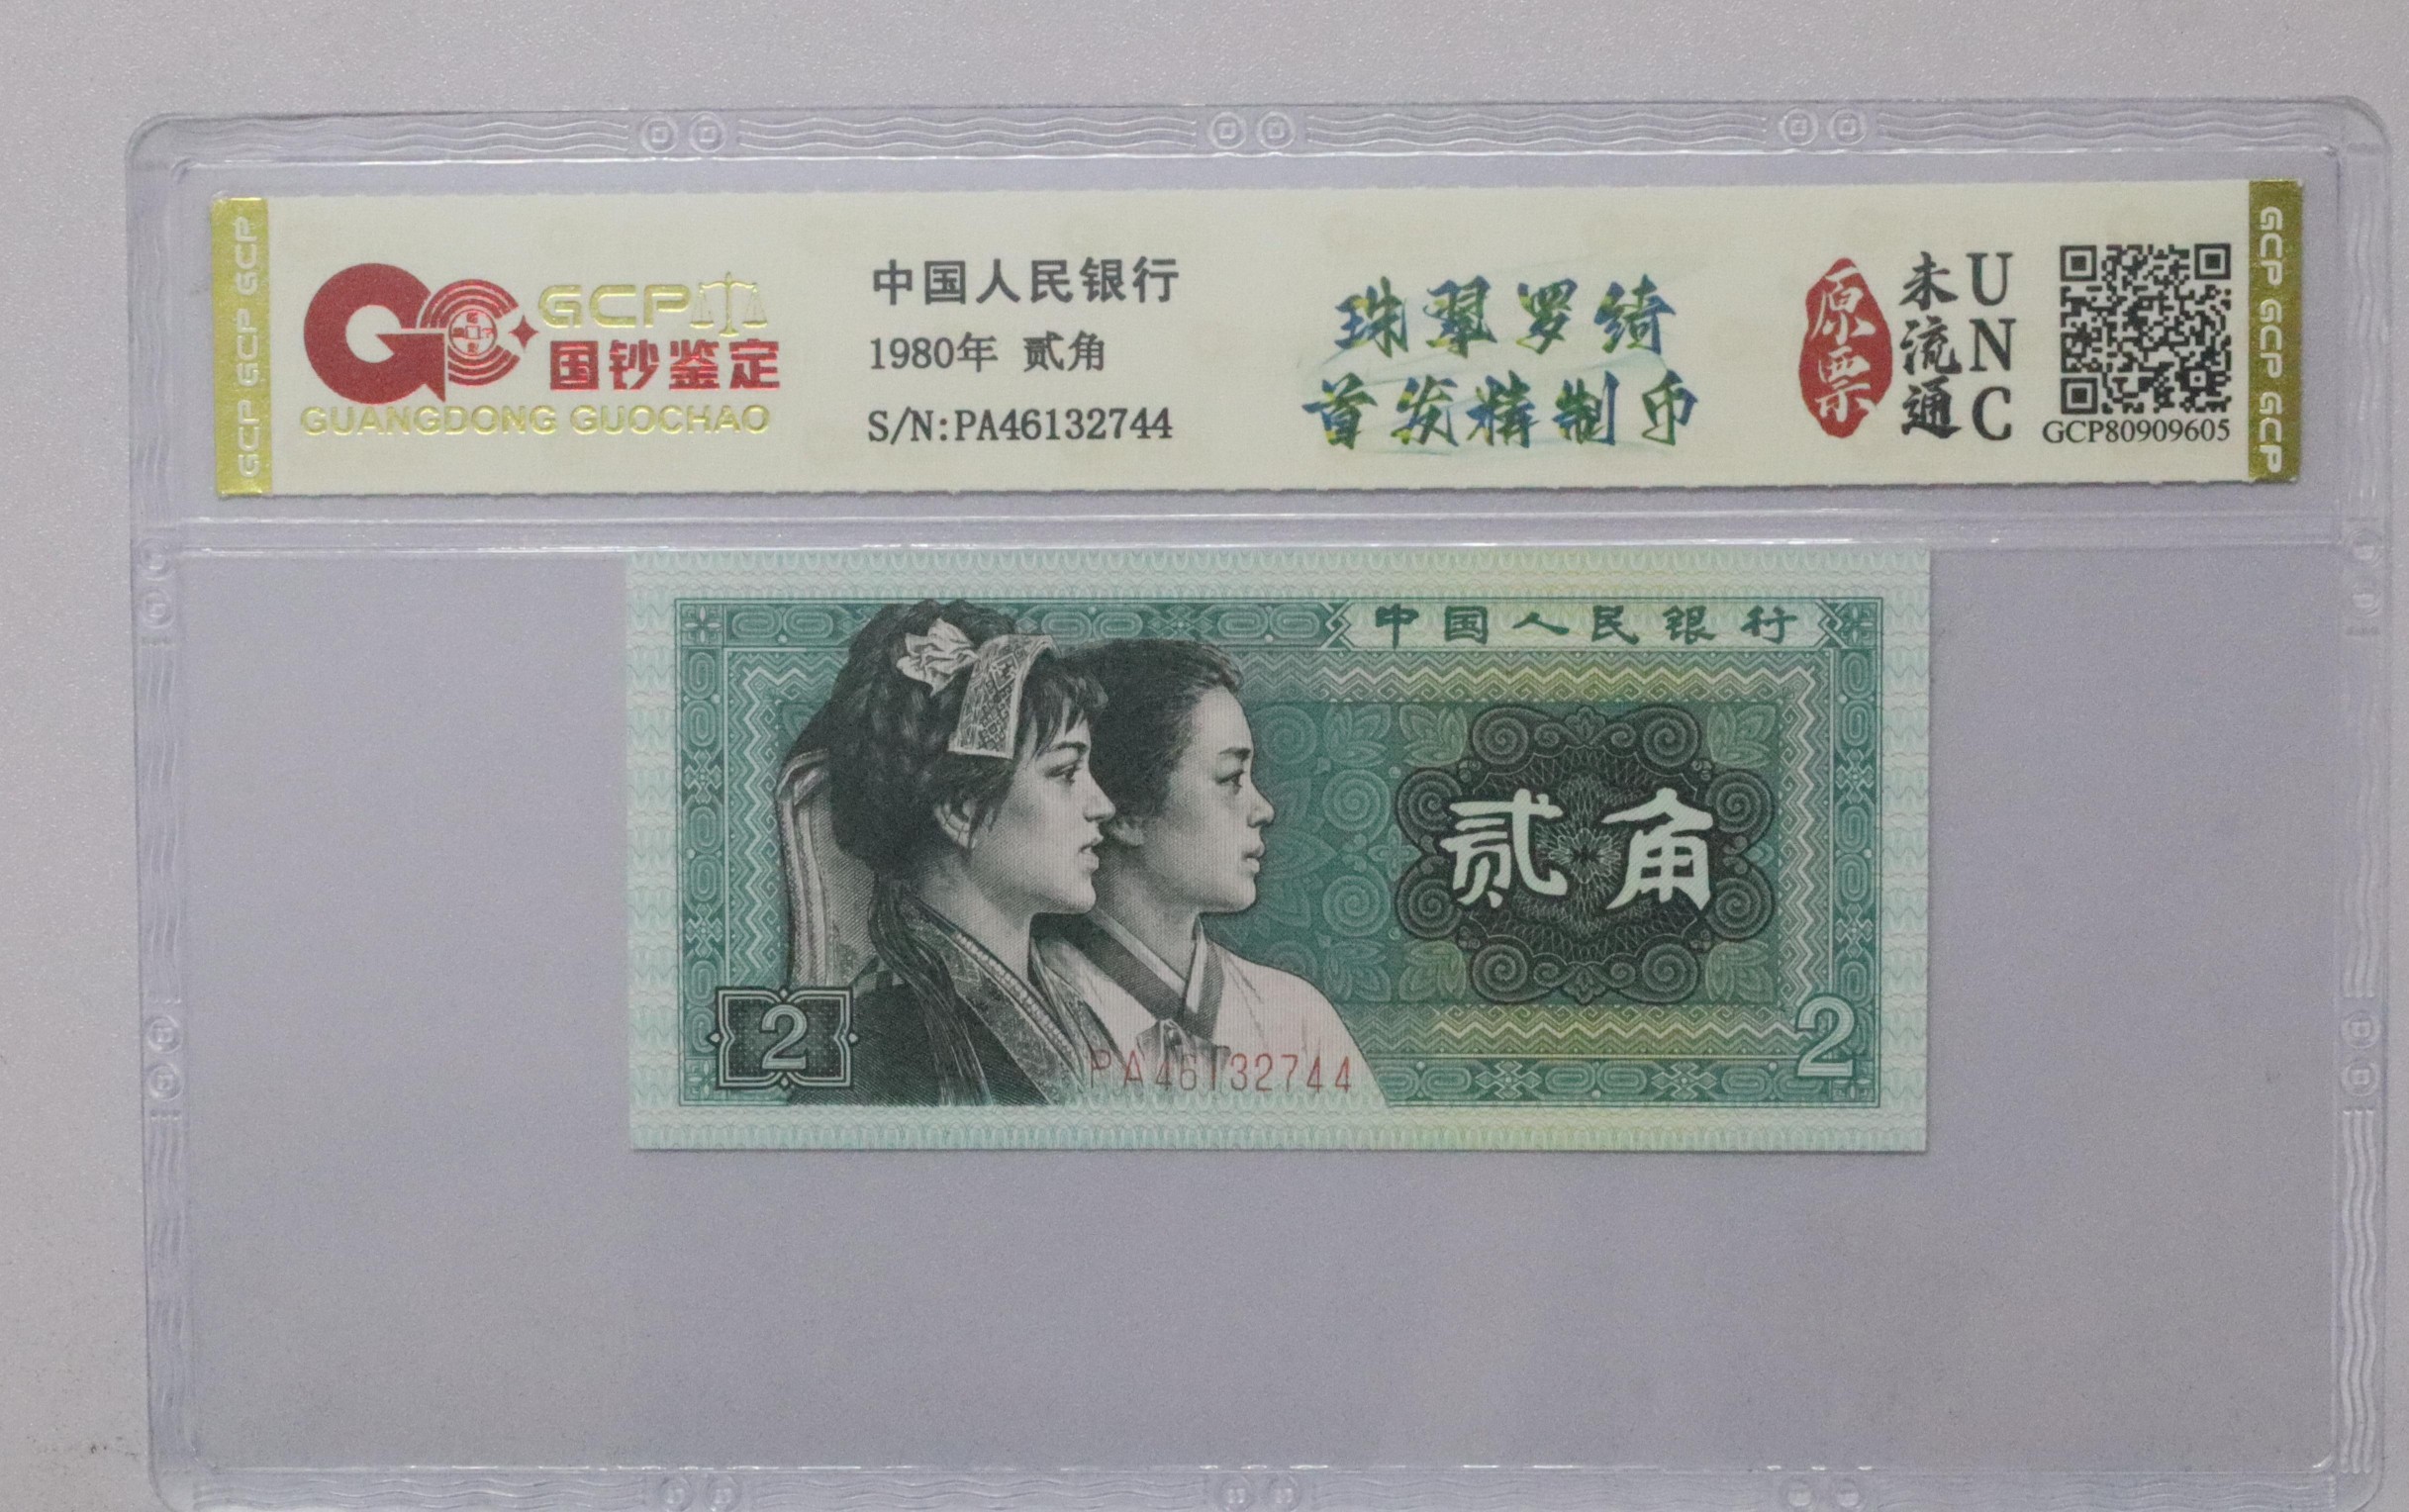 GCP GCP GCP
GCP
国钞鉴定
GUANGDONG GUOCHAO
中国人民银行
1980年 贰角
S/N:PA46132744
珠翠罗绮
首发精制币
原票
未流通
UNC
GCP80909605
GCP GCP GCP
中国人民银行
贰角
2
PA46132744
2